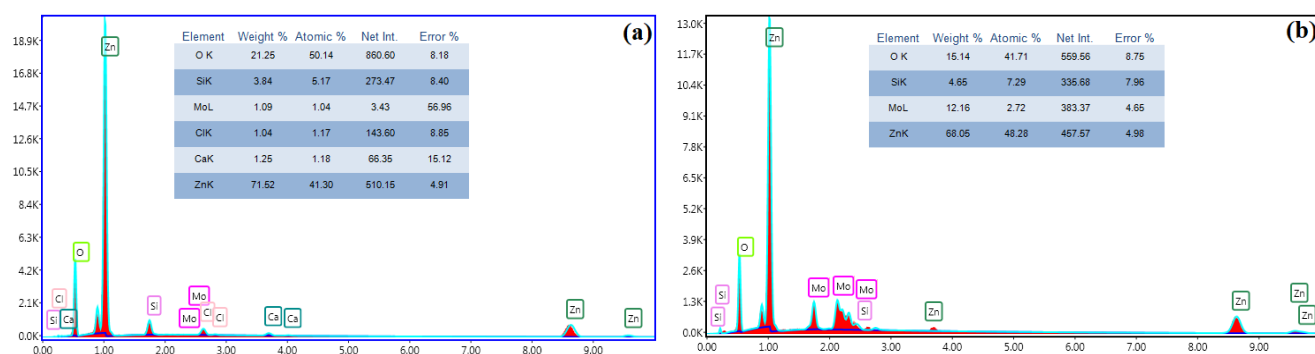 (a)
Element Weight % Atomic % Net Int. Error %
O K 21.25 50.14 860.60 8.18
SiK 3.84 5.17 273.47 8.40
MoL 1.09 1.04 3.43 56.96
ClK 1.04 1.17 143.60 8.85
CaK 1.25 1.18 66.35 15.12
ZnK 71.52 41.30 510.15 4.91
18.9K
16.8K
14.7K
12.6K
10.5K
8.4K
6.3K
4.2K
2.1K
0.0K
Zn
O
Cl
Si
Ca
Si
Mo
Mo
Cl
Cl
Ca
Ca
Zn
Zn
0.00 1.00 2.00 3.00 4.00 5.00 6.00 7.00 8.00 9.00
(b)
Element Weight % Atomic % Net Int. Error %
O K 15.14 41.71 559.56 8.75
SiK 4.65 7.29 335.68 7.96
MoL 12.16 2.72 383.37 4.65
ZnK 68.05 48.28 457.57 4.98
13.0K
11.7K
10.4K
9.1K
7.8K
6.5K
5.2K
3.9K
2.6K
1.3K
0.0K
Zn
O
Si
Si
Mo
Mo
Mo
Si
Zn
Zn
Zn
Zn
0.00 1.00 2.00 3.00 4.00 5.00 6.00 7.00 8.00 9.00